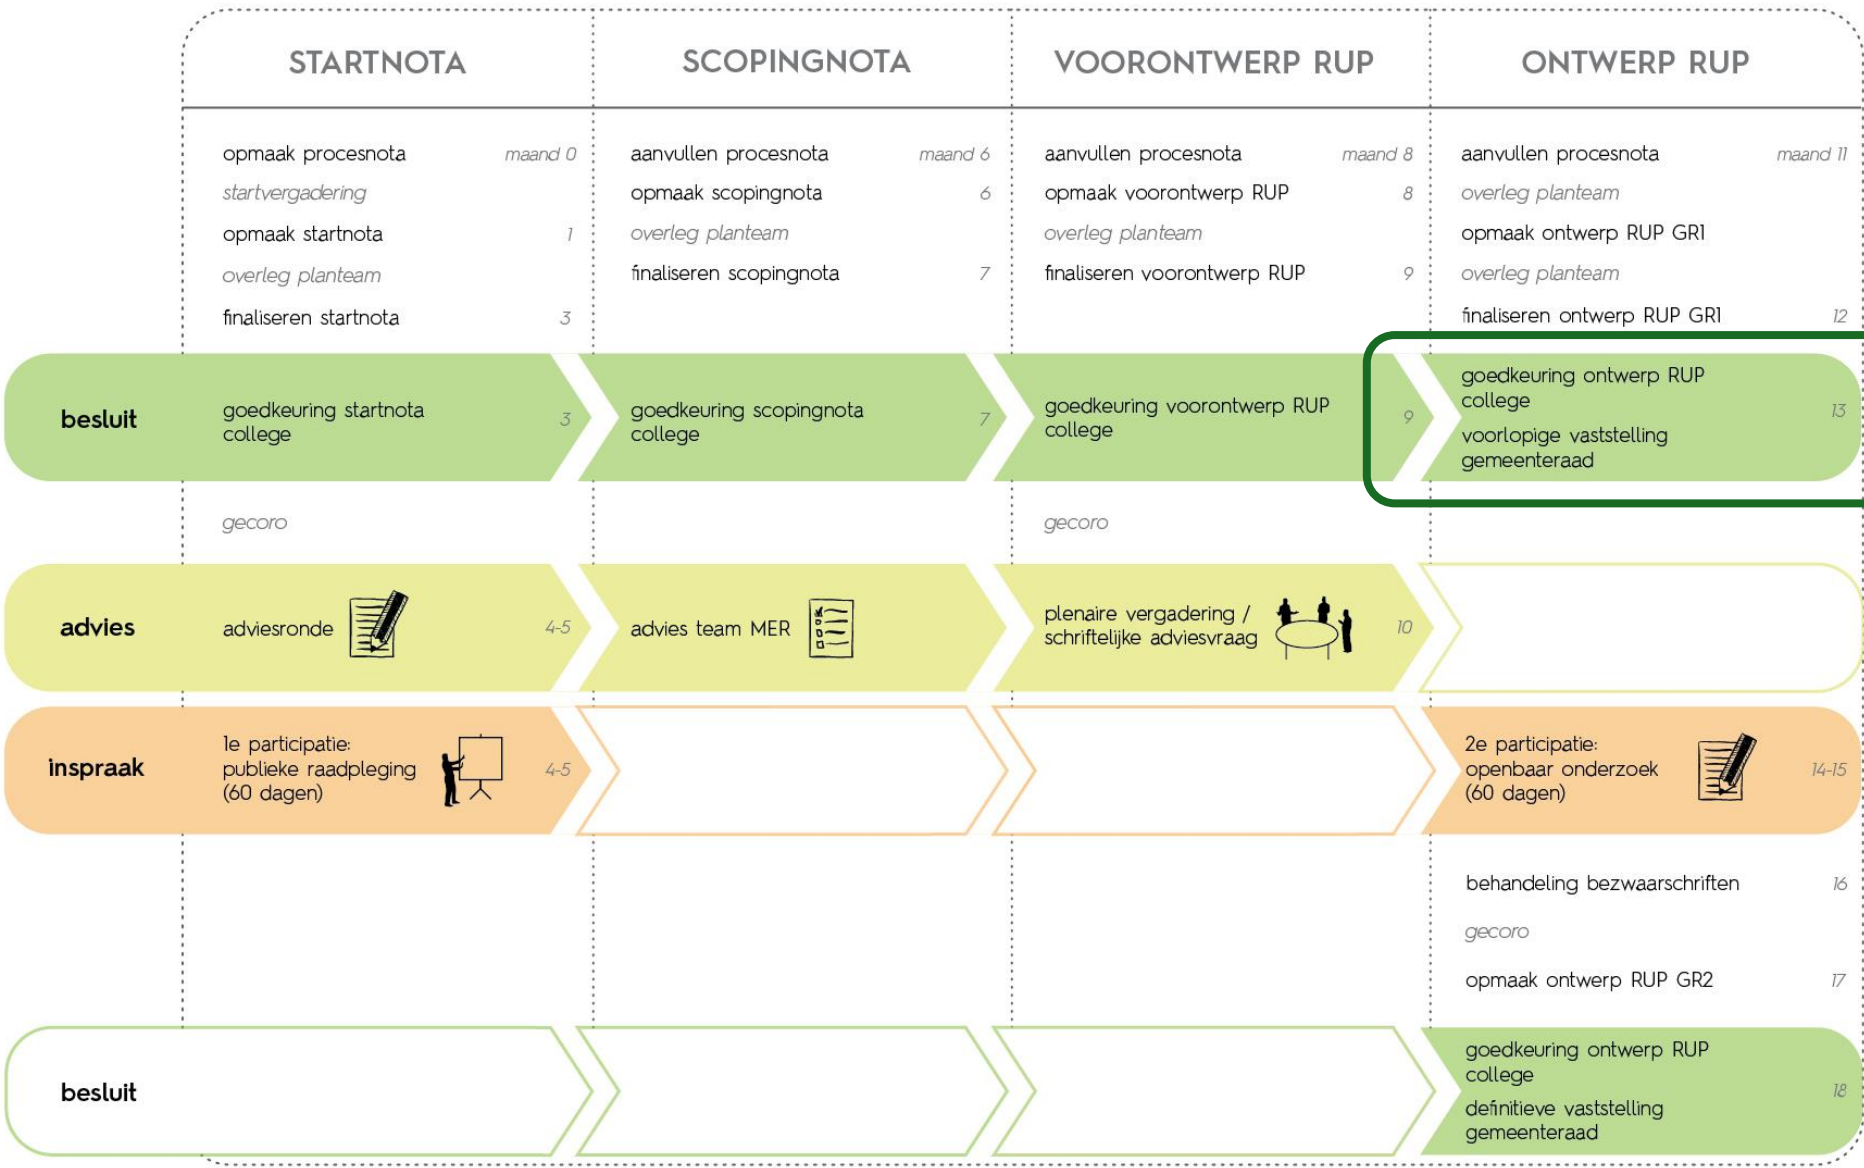 STARTNOTA SCOPINGNOTA VOORONTWERP RUP ONTWERP RUP
opmaak procesnota maand 0 aanvullen procesnota maand 6 aanvullen procesnota maand 8 aanvullen procesnota maand 11
startvergadering opmaak scopingnota 6 opmaak voorontwerp RUP 8 overleg planteam
opmaak startnota 1 overleg planteam overleg planteam opmaak ontwerp RUP GR1
overleg planteam finaliseren scopingnota 7 finaliseren voorontwerp RUP 9 overleg planteam
finaliseren startnota 3 finaliseren ontwerp RUP GR1 12
besluit
goedkeuring startnota
college
3
goedkeuring scopingnota
college
7
goedkeuring voorontwerp RUP
college
9
goedkeuring ontwerp RUP
college
voorlopige vaststelling
gemeenteraad
13
gecoro gecoro
advies
adviesronde 4-5
advies team MER
plenaire vergadering /
schriftelijke adviesvraag
10
inspraak
1e participatie:
publieke raadpleging
(60 dagen)
4-5
2e participatie:
openbaar onderzoek
(60 dagen)
14-15
behandeling bezwaarschriften 16
gecoro
opmaak ontwerp RUP GR2 17
besluit
goedkeuring ontwerp RUP
college
definitieve vaststelling
gemeenteraad
18